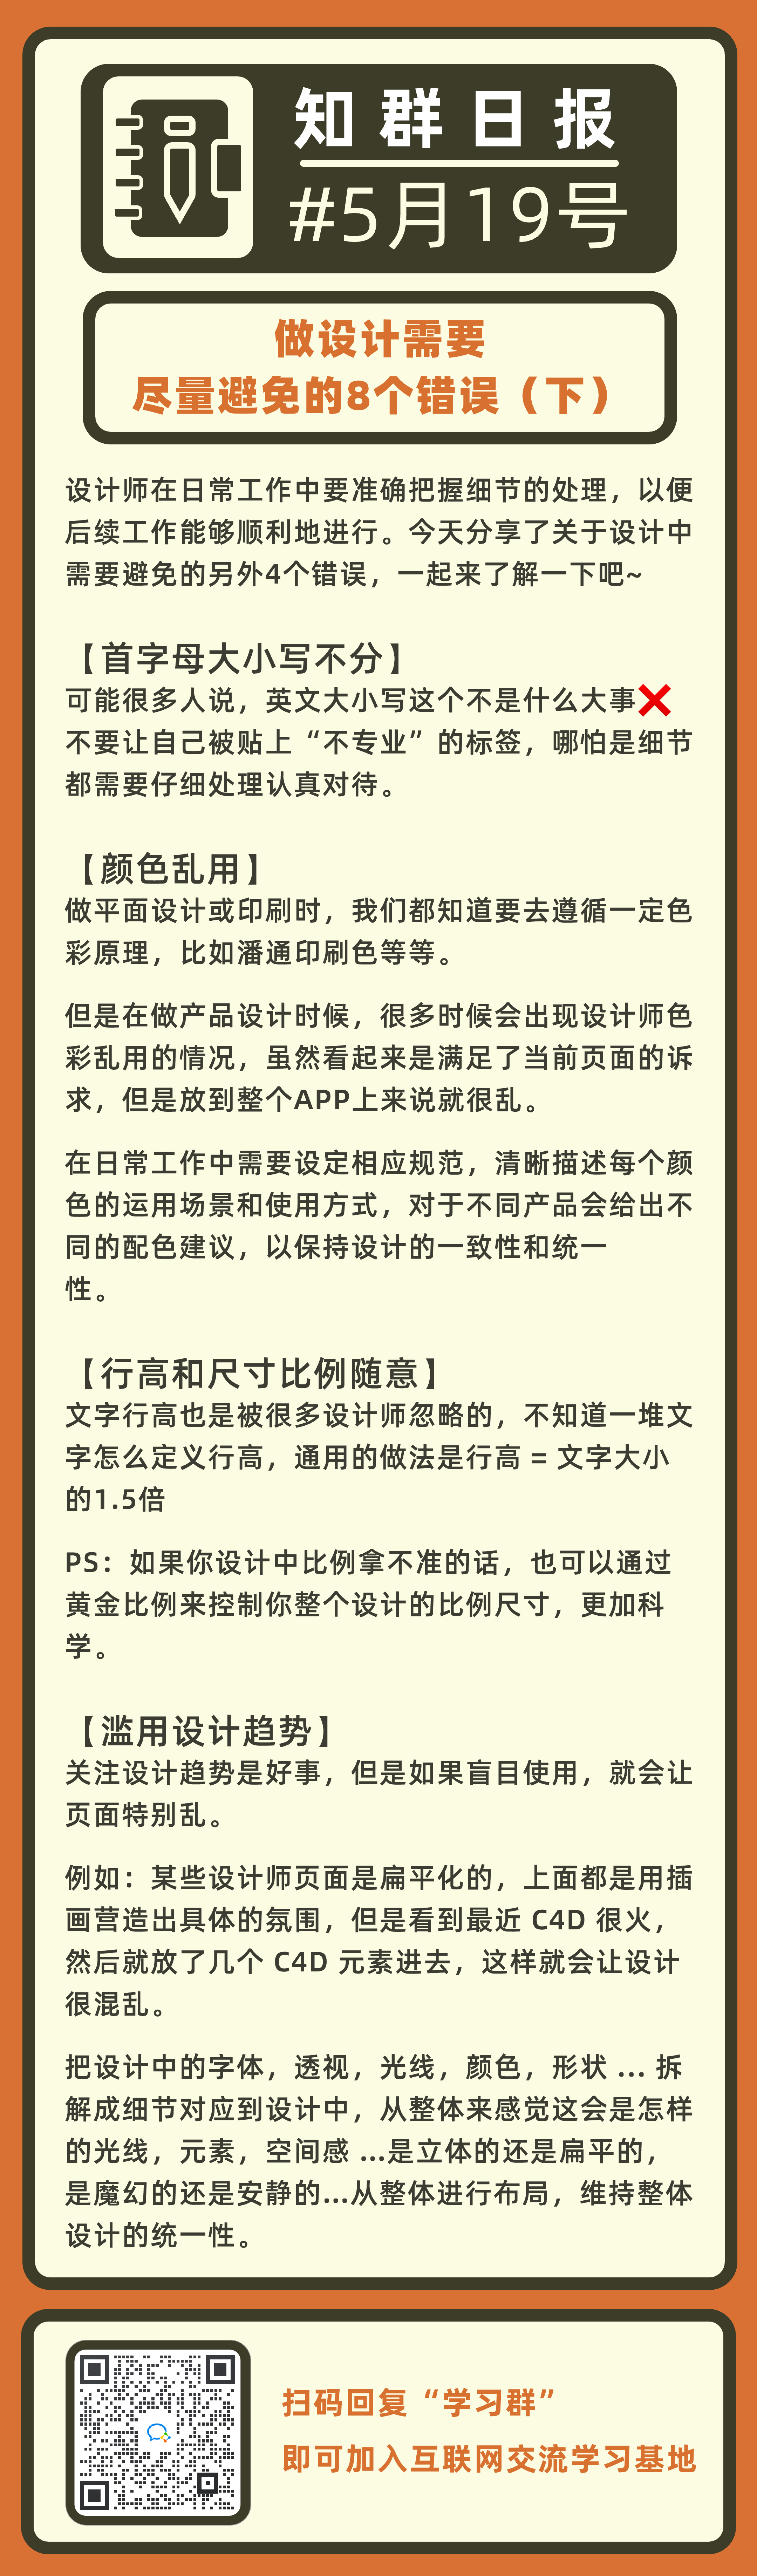 知群日报
#5月19号
做设计需要
尽量避免的8个错误（下）
设计师在日常工作中要准确把握细节的处理，以便
后续工作能够顺利地进行。今天分享了关于设计中
需要避免的另外4个错误，一起来了解一下吧~
【首字母大小写不分】
可能很多人说，英文大小写这个不是什么大事❌
不要让自己被贴上“不专业”的标签，哪怕是细节
都需要仔细处理认真对待。
【颜色乱用】
做平面设计或印刷时，我们都知道要去遵循一定色
彩原理，比如潘通印刷色等等。
但是在做产品设计时候，很多时候会出现设计师色
彩乱用的情况，虽然看起来是满足了当前页面的诉
求，但是放到整个APP上来说就很乱。
在日常工作中需要设定相应规范，清晰描述每个颜
色的运用场景和使用方式，对于不同产品会给出不
同的配色建议，以保持设计的一致性和统一
性。
【行高和尺寸比例随意】
文字行高也是被很多设计师忽略的，不知道一堆文
字怎么定义行高，通用的做法是行高 = 文字大小
的1.5倍
PS：如果你设计中比例拿不准的话，也可以通过
黄金比例来控制你整个设计的比例尺寸，更加科
学。
【滥用设计趋势】
关注设计趋势是好事，但是如果盲目使用，就会让
页面特别乱。
例如：某些设计师页面是扁平化的，上面都是用插
画营造出具体的氛围，但是看到最近 C4D 很火，
然后就放了几个 C4D 元素进去，这样就会让设计
很混乱。
把设计中的字体，透视，光线，颜色，形状 ... 拆
解成细节对应到设计中，从整体来感觉这会是怎样
的光线，元素，空间感 ...是立体的还是扁平的，
是魔幻的还是安静的...从整体进行布局，维持整体
设计的统一性。
扫码回复“学习群”
即可加入互联网交流学习基地